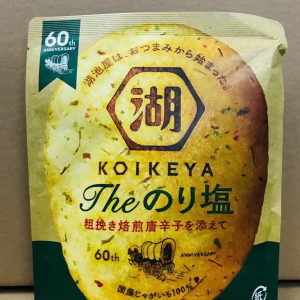 60th
ANNIVERSARY
湖池屋は、おつまみから始まった。
湖
KOIKEYA
Theのり塩
粗挽き焙煎唐辛子を添えて
60th
ANNIVERSARY
国産じゃがいも100%